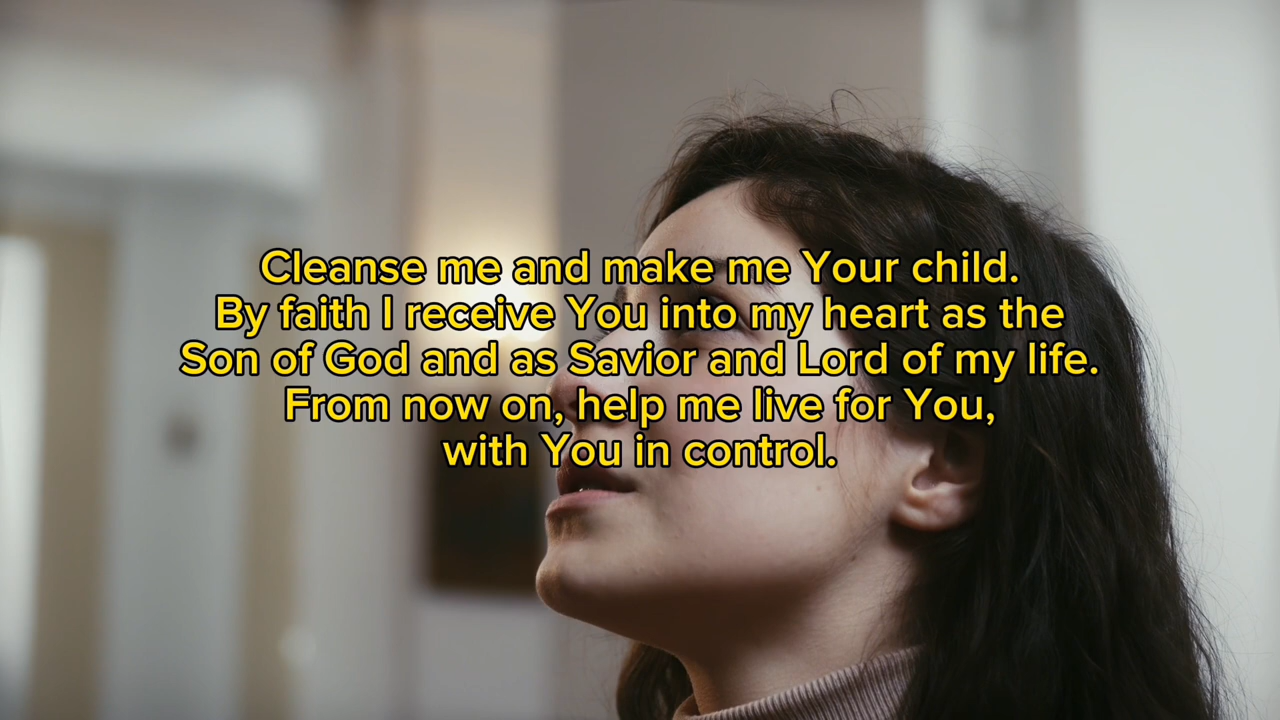 Cleanse me and make me Your child.
By faith I receive You into my heart as the
Son of God and as Savior and Lord of my life.
From now on, help me live for You,
with You in control.